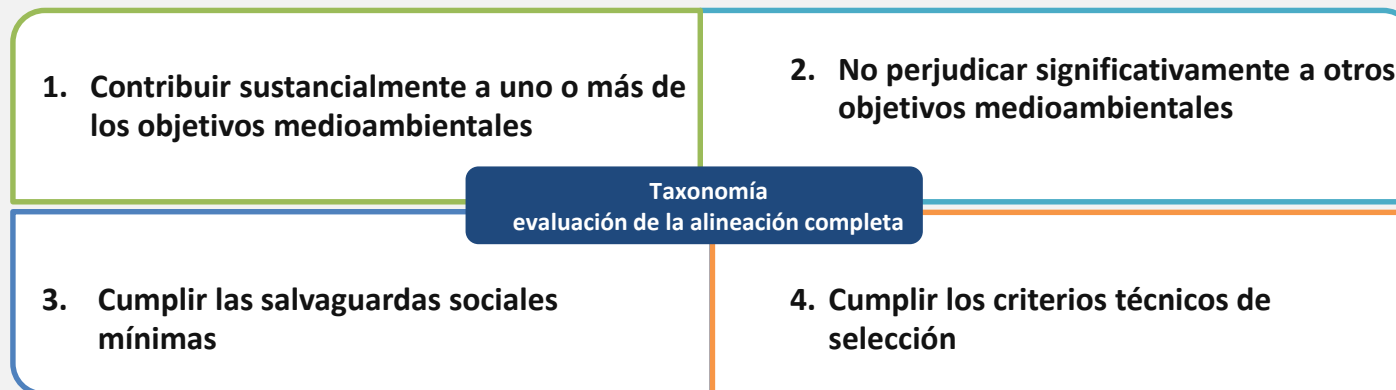 1. Contribuir sustancialmente a uno o más de
los objetivos medioambientales
2. No perjudicar significativamente a otros
objetivos medioambientales
Taxonomía
evaluación de la alineación completa
3. Cumplir las salvaguardas sociales
mínimas
4. Cumplir los criterios técnicos de
selección